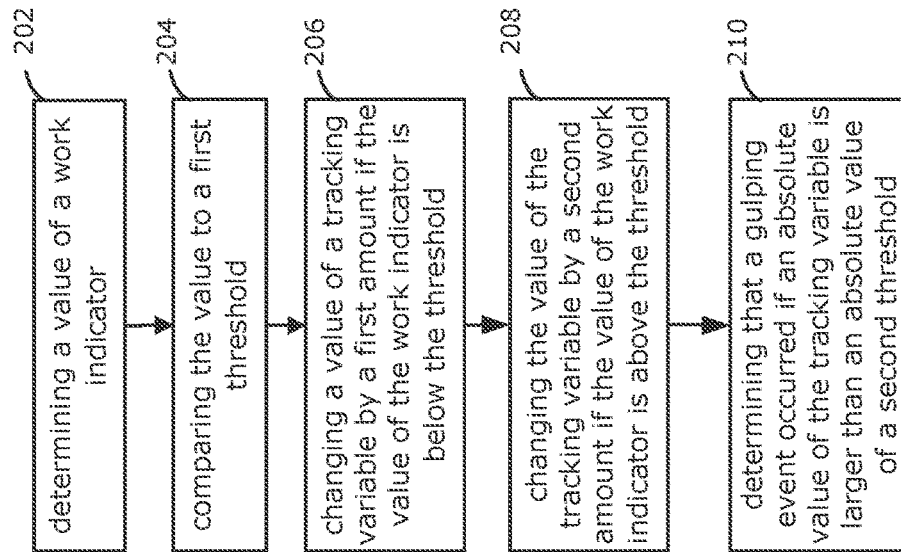 202
determining a value of a work
indicator
204
comparing the value to a first
threshold
206
changing a value of a tracking
variable by a first amount if the
value of the work indicator is
below the threshold
208
changing the value of the
tracking variable by a second
amount if the value of the work
indicator is above the threshold
210
determining that a gulping
event occurred if an absolute
value of the tracking variable is
larger than an absolute value
of a second threshold